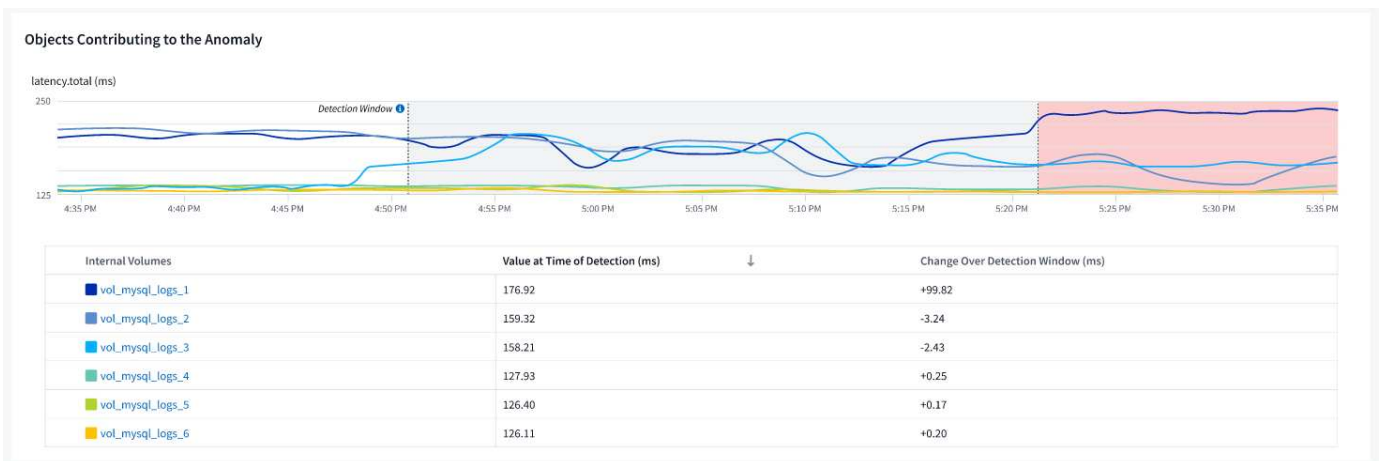 Objects Contributing to the Anomaly
latency.total (ms)
250
Detection Window
125
4:35 PM 4:40 PM 4:45 PM 4:50 PM 4:55 PM 5:00 PM 5:05 PM 5:10 PM 5:15 PM 5:20 PM 5:25 PM 5:30 PM 5:35 PM
Internal Volumes Value at Time of Detection (ms) ↓ Change Over Detection Window (ms)
vol_mysql_logs_1 176.92 +99.82
vol_mysql_logs_2 159.32 -3.24
vol_mysql_logs_3 158.21 -2.43
vol_mysql_logs_4 127.93 +0.25
vol_mysql_logs_5 126.40 +0.17
vol_mysql_logs_6 126.11 +0.20